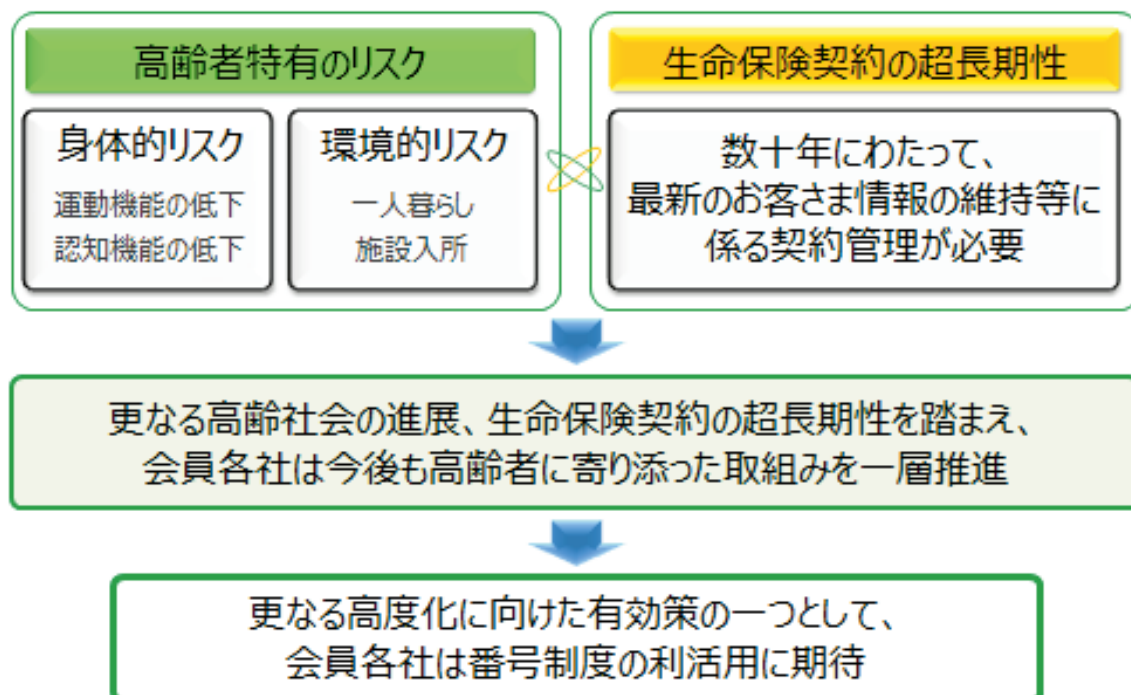 高齢者特有のリスク
身体的リスク
運動機能の低下
認知機能の低下
環境的リスク
一人暮らし
施設入所
生命保険契約の超長期性
数十年にわたって、
最新のお客さま情報の維持等に
係る契約管理が必要
更なる高齢社会の進展、生命保険契約の超長期性を踏まえ、
会員各社は今後も高齢者に寄り添った取組みを一層推進
更なる高度化に向けた有効策の一つとして、
会員各社は番号制度の利活用に期待